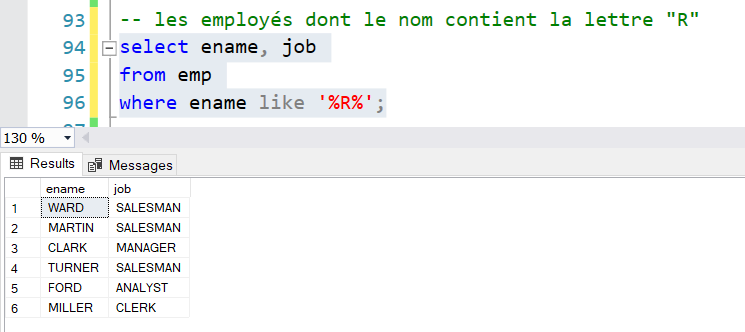 93 -- les employés dont le nom contient la lettre "R"
94 select ename, job
95 from emp
96 where ename like '%R%';
130 %
Results Messages
ename job
1 WARD SALESMAN
2 MARTIN SALESMAN
3 CLARK MANAGER
4 TURNER SALESMAN
5 FORD ANALYST
6 MILLER CLERK